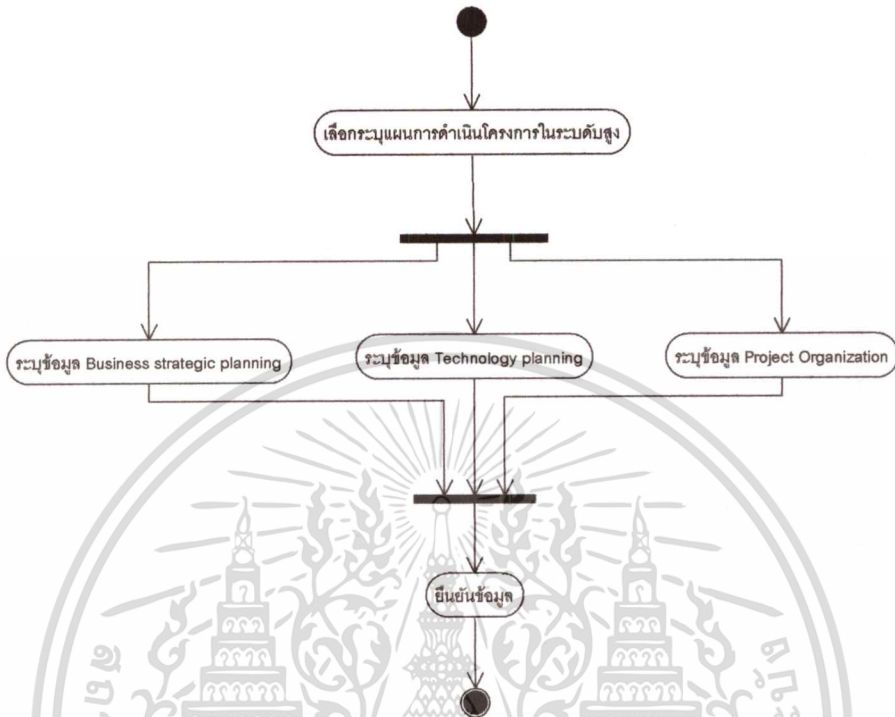 เลือกระบุแผนการดำเนินโครงการในระบดับสูง
ระบุข้อมูล Business strategic planning
ระบุข้อมูล Technology planning
ระบุข้อมูล Project Organization
ยืนยันข้อมูล